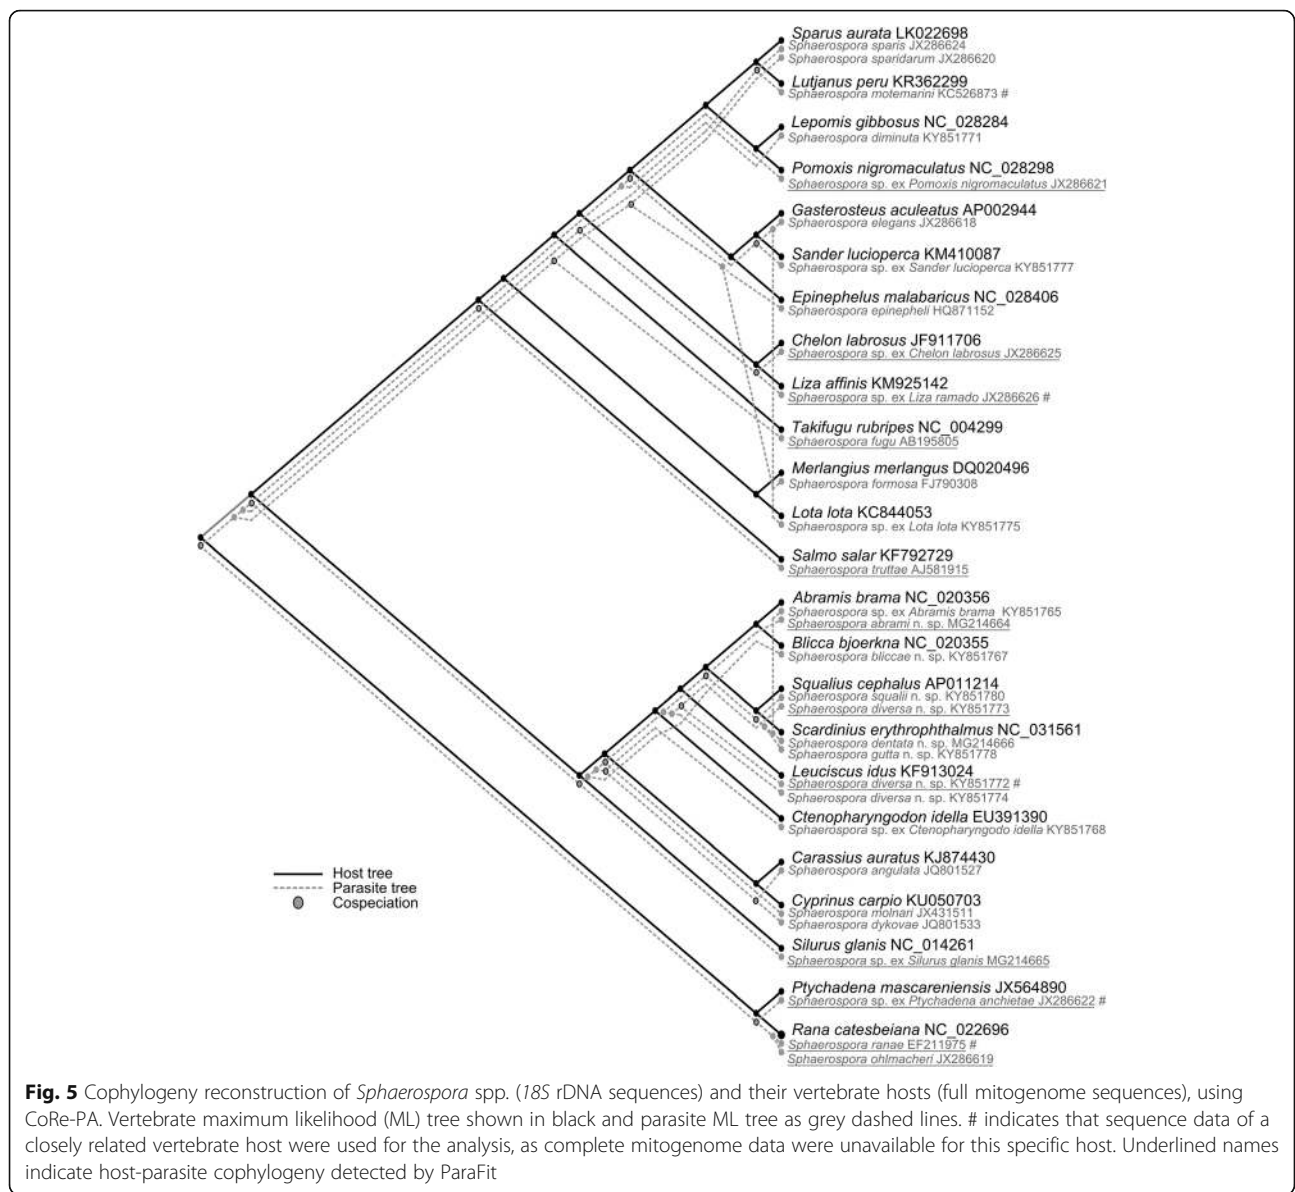 Sparus aurata LK022698
Sphaerospora sparis JX286624
Sphaerospora sparidarum JX286620
Lutjanus peru KR362299
Sphaerospora motemarini KC526873 #
Lepomis gibbosus NC_028284
Sphaerospora diminuta KY851771
Pomoxis nigromaculatus NC_028298
Sphaerospora sp. ex Pomoxis nigromaculatus JX286621
Gasterosteus aculeatus AP002944
Sphaerospora elegans JX286618
Sander lucioperca KM410087
Sphaerospora sp. ex Sander lucioperca KY851777
Epinephelus malabaricus NC_028406
Sphaerospora epinepheli HQ871152
Chelon labrosus JF911706
Sphaerospora sp. ex Chelon labrosus JX286625
Liza affinis KM925142
Sphaerospora sp. ex Liza ramado JX286626 #
Takifugu rubripes NC_004299
Sphaerospora fugu AB195805
Merlangius merlangus DQ020496
Sphaerospora formosa FJ790308
Lota lota KC844053
Sphaerospora sp. ex Lota lota KY851775
Salmo salar KF792729
Sphaerospora truttae AJ581915
Abramis brama NC_020356
Sphaerospora sp. ex Abramis brama KY851765
Sphaerospora abrami n. sp. MG214664
Blicca bjoerkna NC_020355
Sphaerospora bliccae n. sp. KY851767
Squalius cephalus AP011214
Sphaerospora squalii n. sp. KY851780
Sphaerospora diversa n. sp. KY851773
Scardinius erythrophthalmus NC_031561
Sphaerospora dentata n. sp. MG214666
Sphaerospora gutta n. sp. KY851778
Leuciscus idus KF913024
Sphaerospora diversa n. sp. KY851772 #
Sphaerospora diversa n. sp. KY851774
Ctenopharyngodon idella EU391390
Sphaerospora sp. ex Ctenopharyngodo idella KY851768
Carassius auratus KJ874430
Sphaerospora angulata JQ801527
Cyprinus carpio KU050703
Sphaerospora molnari JX431511
Sphaerospora dykovae JQ801533
Silurus glanis NC_014261
Sphaerospora sp. ex Silurus glanis MG214665
Ptychadena mascareniensis JX564890
Sphaerospora sp. ex Ptychadena anchietae JX286622 #
Rana catesbeiana NC_022696
Sphaerospora ranae EF211975 #
Sphaerospora ohlmacheri JX286619
Host tree
Parasite tree
Cospeciation
Fig. 5 Cophylogeny reconstruction of Sphaerospora spp. (18S rDNA sequences) and their vertebrate hosts (full mitogenome sequences), using
CoRe-PA. Vertebrate maximum likelihood (ML) tree shown in black and parasite ML tree as grey dashed lines. # indicates that sequence data of a
closely related vertebrate host were used for the analysis, as complete mitogenome data were unavailable for this specific host. Underlined names
indicate host-parasite cophylogeny detected by ParaFit